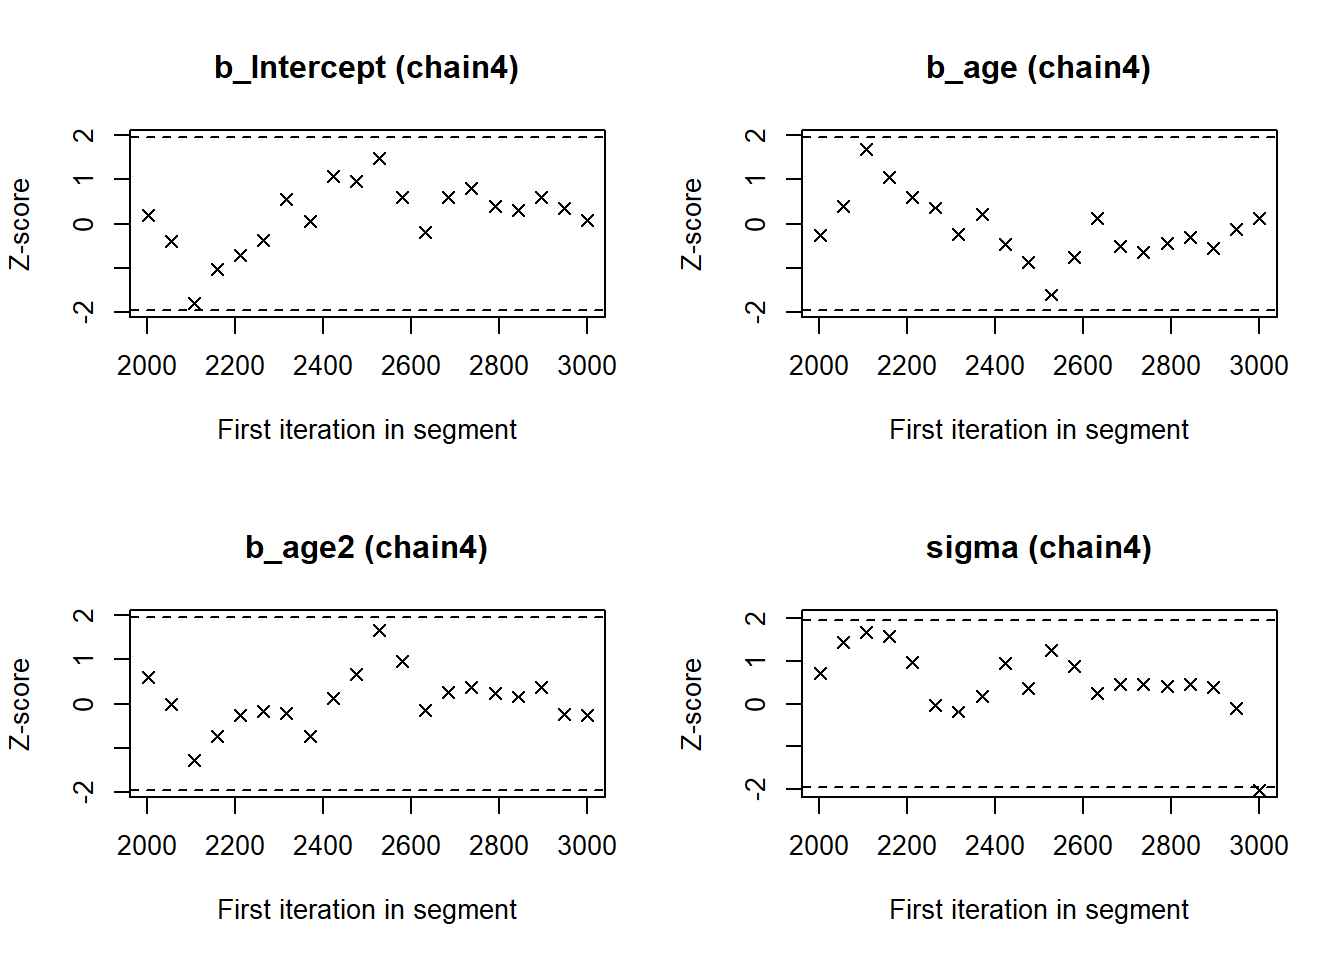 b_Intercept (chain4)
Z-score
2
1
0
-2
2000 2200 2400 2600 2800 3000
First iteration in segment
b_age (chain4)
Z-score
2
1
0
-2
2000 2200 2400 2600 2800 3000
First iteration in segment
b_age2 (chain4)
Z-score
2
1
0
-2
2000 2200 2400 2600 2800 3000
First iteration in segment
sigma (chain4)
Z-score
2
1
0
-2
2000 2200 2400 2600 2800 3000
First iteration in segment